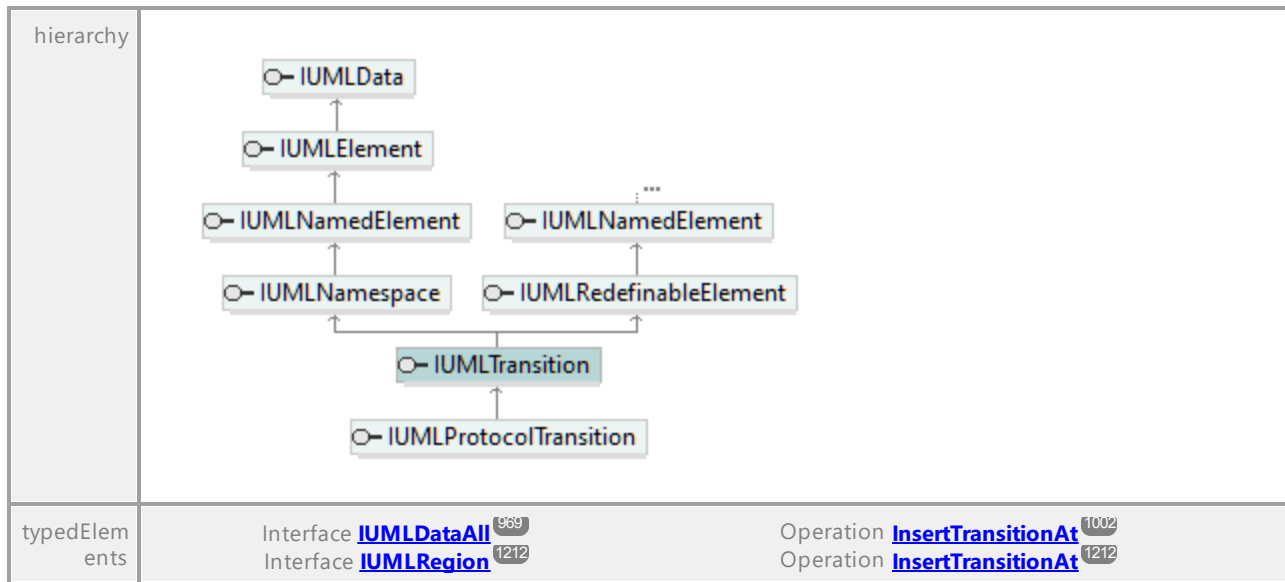 hierarchy
IUMLData
IUMLElement
...
IUMLNamedElement IUMLNamedElement
IUMLNamespace IUMLRedefinableElement
IUMLTransition
IUMLProtocolTransition
typedElem
ents
Interface IUMLDataAll 969 Operation InsertTransitionAt 1002
Interface IUMLRegion 1212 Operation InsertTransitionAt 1212